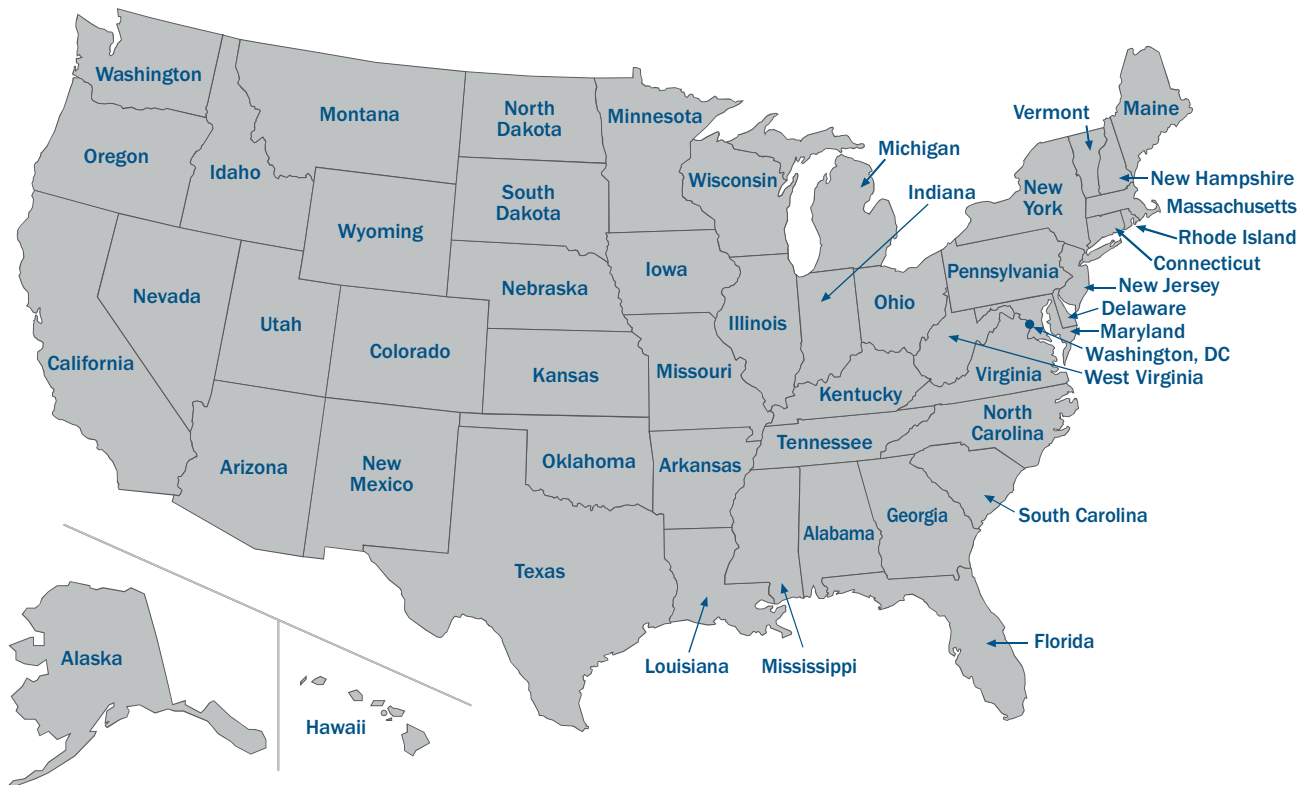 Washington
Montana
North
Dakota
Minnesota
Vermont
Maine
Oregon
Idaho
Michigan
Wisconsin
South
Dakota
Indiana
New Hampshire
New
York
Massachusetts
Wyoming
Rhode Island
Iowa
Connecticut
Pennsylvania
Nebraska
New Jersey
Nevada
Ohio
Delaware
Utah
Illinois
Maryland
Colorado
Washington, DC
California
Kansas
Missouri
Virginia
West Virginia
Kentucky
North
Carolina
Tennessee
Arizona
New
Mexico
Oklahoma
Arkansas
South Carolina
Georgia
Alabama
Texas
Florida
Alaska
Louisiana
Mississippi
Hawaii